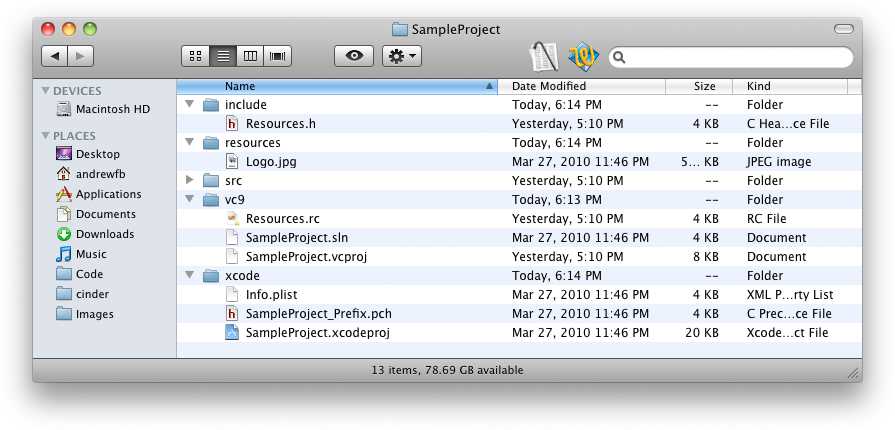 SampleProject
Name Date Modified Size Kind
DEVICES
Macintosh HD
PLACES
Desktop
andrewfb
Applications
Documents
Downloads
Music
Code
cinder
Images
include Today, 6:14 PM -- Folder
Resources.h Yesterday, 5:10 PM 4 KB C Hea...ce File
resources Today, 6:14 PM -- Folder
Logo.jpg Mar 27, 2010 11:46 PM 5... KB JPEG image
src Yesterday, 5:10 PM -- Folder
vc9 Today, 6:13 PM -- Folder
Resources.rc Yesterday, 5:10 PM 4 KB RC File
SampleProject.sln Mar 27, 2010 11:46 PM 4 KB Document
SampleProject.vcproj Yesterday, 5:10 PM 8 KB Document
xcode Today, 6:14 PM -- Folder
Info.plist Mar 27, 2010 11:46 PM 4 KB XML P...rty List
SampleProject_Prefix.pch Mar 27, 2010 11:46 PM 4 KB C Prec...ce File
SampleProject.xcodeproj Mar 27, 2010 11:46 PM 20 KB Xcode...ct File
13 items, 78.69 GB available